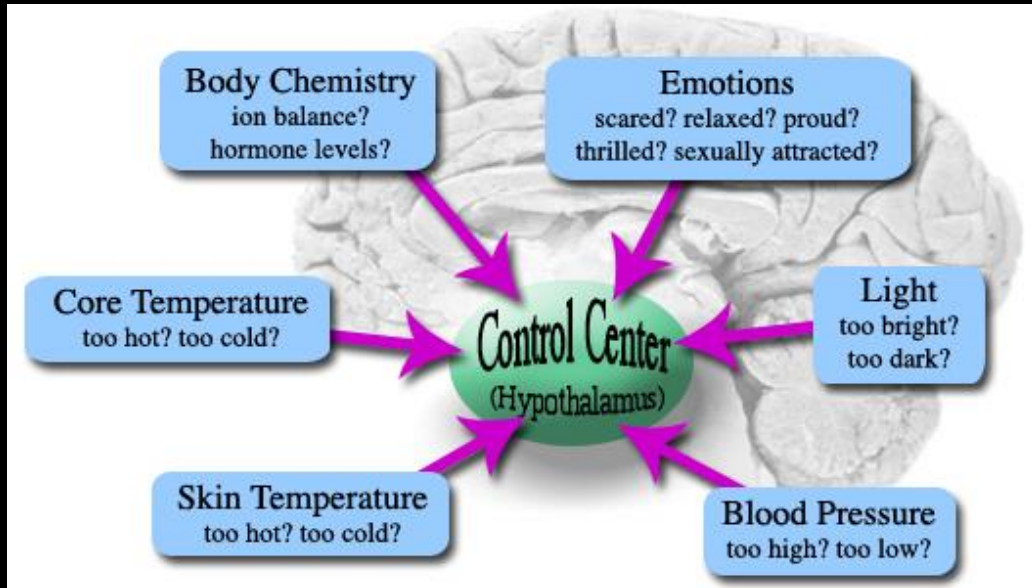 Body Chemistry
ion balance?
hormone levels?
Emotions
scared? relaxed? proud?
thrilled? sexually attracted?
Core Temperature
too hot? too cold?
Control Center
(Hypothalamus)
Light
too bright?
too dark?
Skin Temperature
too hot? too cold?
Blood Pressure
too high? too low?